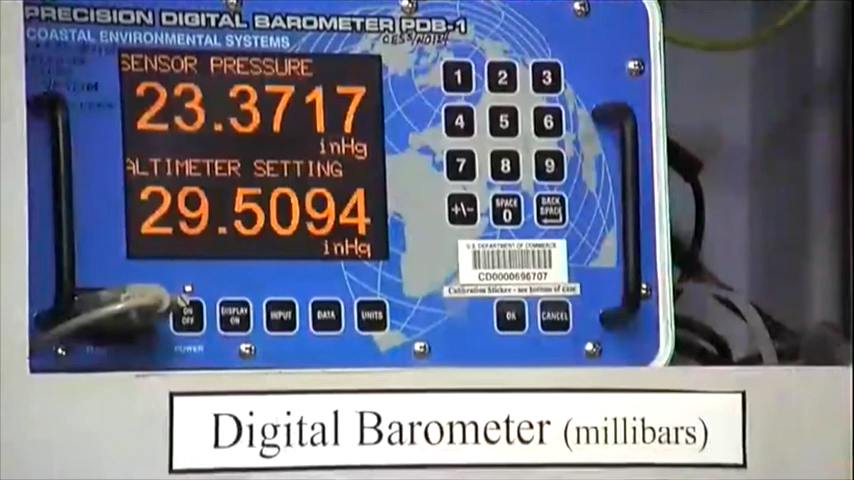 PRECISION DIGITAL BAROMETER PDB-1
COASTAL ENVIRONMENTAL SYSTEMS
SENSOR PRESSURE
23.3717
inHg
ALTIMETER SETTING
29.5094
inHg
1 2 3
4 5 6
7 8 9
+\- SPACE 0 BACK SPACE
U.S. DEPARTMENT OF COMMERCE
CD0000696707
Calibration Sticker - see bottom of case
ON OFF DISPLAY ON INPUT DATA UNITS OK CANCEL
POWER
Digital Barometer (millibars)